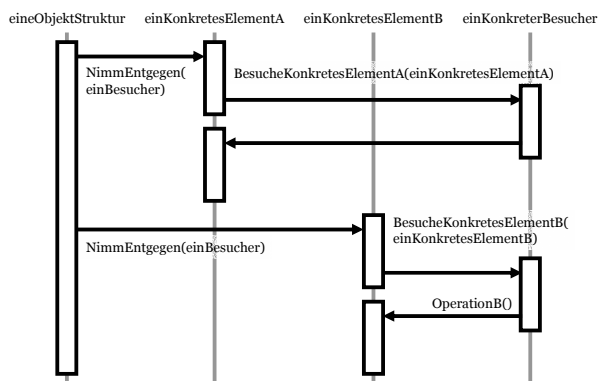 eineObjektStruktur einKonkretesElementA einKonkretesElementB einKonkreterBesucher
NimmEntgegen(
einBesucher)
BesucheKonkretesElementA(einKonkretesElementA)
NimmEntgegen(einBesucher)
BesucheKonkretesElementB(
einKonkretesElementB)
OperationB()